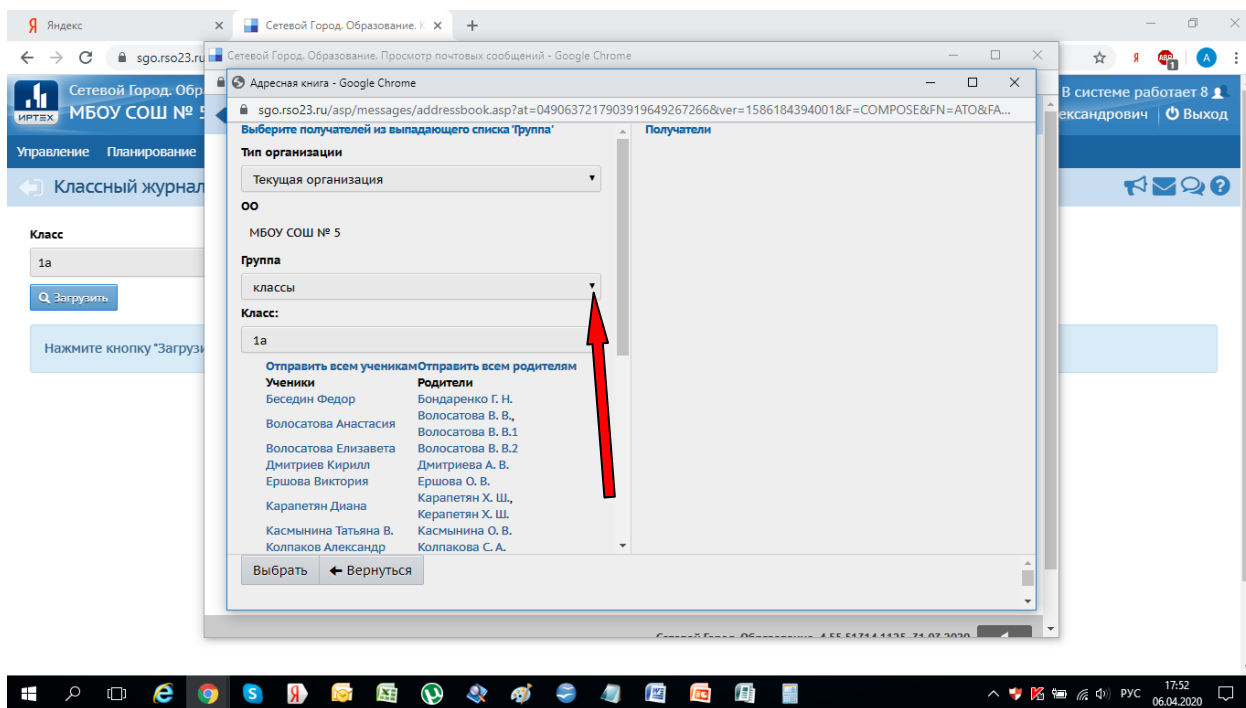 Яндекс
Сетевой Город. Образование. К
sgo.rso23.ru
Сетевой Город. Образование. Просмотр почтовых сообщений - Google Chrome
Адресная книга - Google Chrome
sgo.rso23.ru/asp/messages/addressbook.asp?at=049063721790391964926726​6&ver=1586184394001&F=COMPOSE&FN=ATO&FA...
ABP
1
Я
А
ИРТЕХ
Сетевой Город. Обр
МБОУ СОШ № 5
В системе работает 8
ександрович
Выход
Управление Планирование
Классный журнал
Класс
1а
Загрузить
Нажмите кнопку "Загрузи
Выберите получателей из выпадающего списка 'Группа'
Получатели
Тип организации
Текущая организация
ОО
МБОУ СОШ № 5
Группа
классы
Класс:
1а
Отправить всем ученикам Отправить всем родителям
Ученики Родители
Беседин Федор Бондаренко Г. Н.
Волосатова Анастасия Волосатова В. В.,
Волосатова В. В.1
Волосатова Елизавета Волосатова В. В.2
Дмитриев Кирилл Дмитриева А. В.
Ершова Виктория Ершова О. В.
Карапетян Диана Карапетян Х. Ш.,
Керапетян Х. Ш.
Касмынина Татьяна В. Касмынина О. В.
Колпаков Александр Колпакова С. А.
Выбрать Вернуться
РУС
17:52
06.04.2020